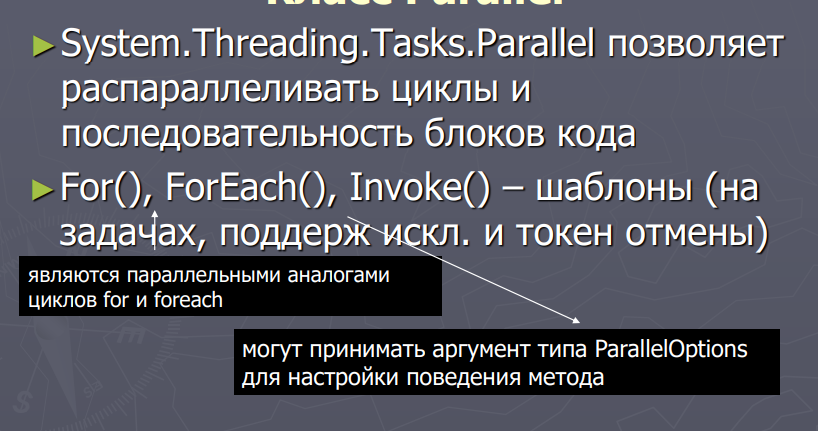 Класс Parallel
System.Threading.Tasks.Parallel позволяет
распараллеливать циклы и
последовательность блоков кода
For(), ForEach(), Invoke() – шаблоны (на
задачах, поддерж искл. и токен отмены)
являются параллельными аналогами
циклов for и foreach
могут принимать аргумент типа ParallelOptions
для настройки поведения метода